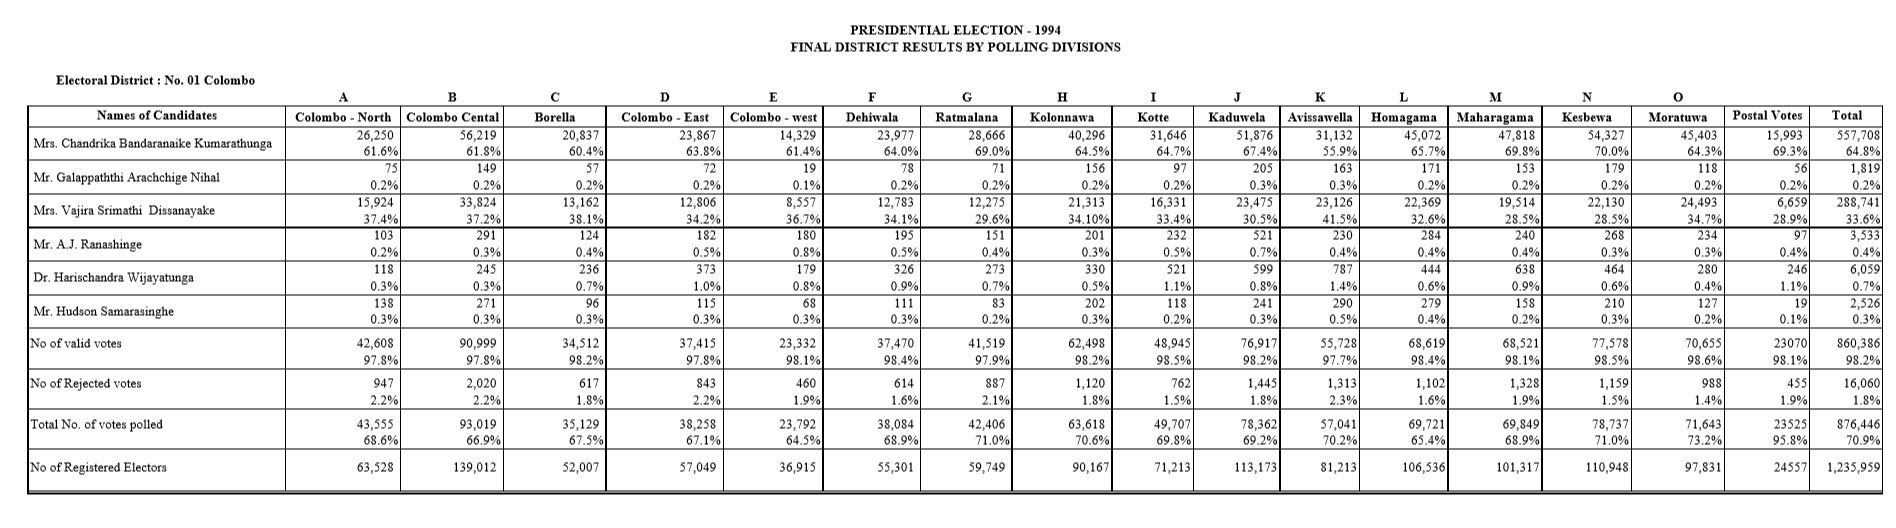 PRESIDENTIAL ELECTION - 1994
FINAL DISTRICT RESULTS BY POLLING DIVISIONS
Electoral District : No. 01 Colombo
A B C D E F G H I J K L M N O
Names of Candidates Colombo - North Colombo Cental Borella Colombo - East Colombo - west Dehiwala Ratmalana Kolonnawa Kotte Kaduwela Avissawella Homagama Maharagama Kesbewa Moratuwa Postal Votes Total
Mrs. Chandrika Bandaranaike Kumarathunga 26,250 56,219 20,837 23,867 14,329 23,977 28,666 40,296 31,646 51,876 31,132 45,072 47,818 54,327 45,403 15,993 557,708
61.6% 61.8% 60.4% 63.8% 61.4% 64.0% 69.0% 64.5% 64.7% 67.4% 55.9% 65.7% 69.8% 70.0% 64.3% 69.3% 64.8%
Mr. Galappaththi Arachchige Nihal 75 149 57 72 19 78 71 156 97 205 163 171 153 179 118 56 1,819
0.2% 0.2% 0.2% 0.2% 0.1% 0.2% 0.2% 0.2% 0.2% 0.3% 0.3% 0.2% 0.2% 0.2% 0.2% 0.2% 0.2%
Mrs. Vajira Srimathi Dissanayake 15,924 33,824 13,162 12,806 8,557 12,783 12,275 21,313 16,331 23,475 23,126 22,369 19,514 22,130 24,493 6,659 288,741
37.4% 37.2% 38.1% 34.2% 36.7% 34.1% 29.6% 34.10% 33.4% 30.5% 41.5% 32.6% 28.5% 28.5% 34.7% 28.9% 33.6%
Mr. A.J. Ranashinge 103 291 124 182 180 195 151 201 232 521 230 284 240 268 234 97 3,533
0.2% 0.3% 0.4% 0.5% 0.8% 0.5% 0.4% 0.3% 0.5% 0.7% 0.4% 0.4% 0.4% 0.3% 0.3% 0.4% 0.4%
Dr. Harischandra Wijayatunga 118 245 236 373 179 326 273 330 521 599 787 444 638 464 280 246 6,059
0.3% 0.3% 0.7% 1.0% 0.8% 0.9% 0.7% 0.5% 1.1% 0.8% 1.4% 0.6% 0.9% 0.6% 0.4% 1.1% 0.7%
Mr. Hudson Samarasinghe 138 271 96 115 68 111 83 202 118 241 290 279 158 210 127 19 2,526
0.3% 0.3% 0.3% 0.3% 0.3% 0.3% 0.2% 0.3% 0.2% 0.3% 0.5% 0.4% 0.2% 0.3% 0.2% 0.1% 0.3%
No of valid votes 42,608 90,999 34,512 37,415 23,332 37,470 41,519 62,498 48,945 76,917 55,728 68,619 68,521 77,578 70,655 23070 860,386
97.8% 97.8% 98.2% 97.8% 98.1% 98.4% 97.9% 98.2% 98.5% 98.2% 97.7% 98.4% 98.1% 98.5% 98.6% 98.1% 98.2%
No of Rejected votes 947 2,020 617 843 460 614 887 1,120 762 1,445 1,313 1,102 1,328 1,159 988 455 16,060
2.2% 2.2% 1.8% 2.2% 1.9% 1.6% 2.1% 1.8% 1.5% 1.8% 2.3% 1.6% 1.9% 1.5% 1.4% 1.9% 1.8%
Total No. of votes polled 43,555 93,019 35,129 38,258 23,792 38,084 42,406 63,618 49,707 78,362 57,041 69,721 69,849 78,737 71,643 23525 876,446
68.6% 66.9% 67.5% 67.1% 64.5% 68.9% 71.0% 70.6% 69.8% 69.2% 70.2% 65.4% 68.9% 71.0% 73.2% 95.8% 70.9%
No of Registered Electors 63,528 139,012 52,007 57,049 36,915 55,301 59,749 90,167 71,213 113,173 81,213 106,536 101,317 110,948 97,831 24557 1,235,959